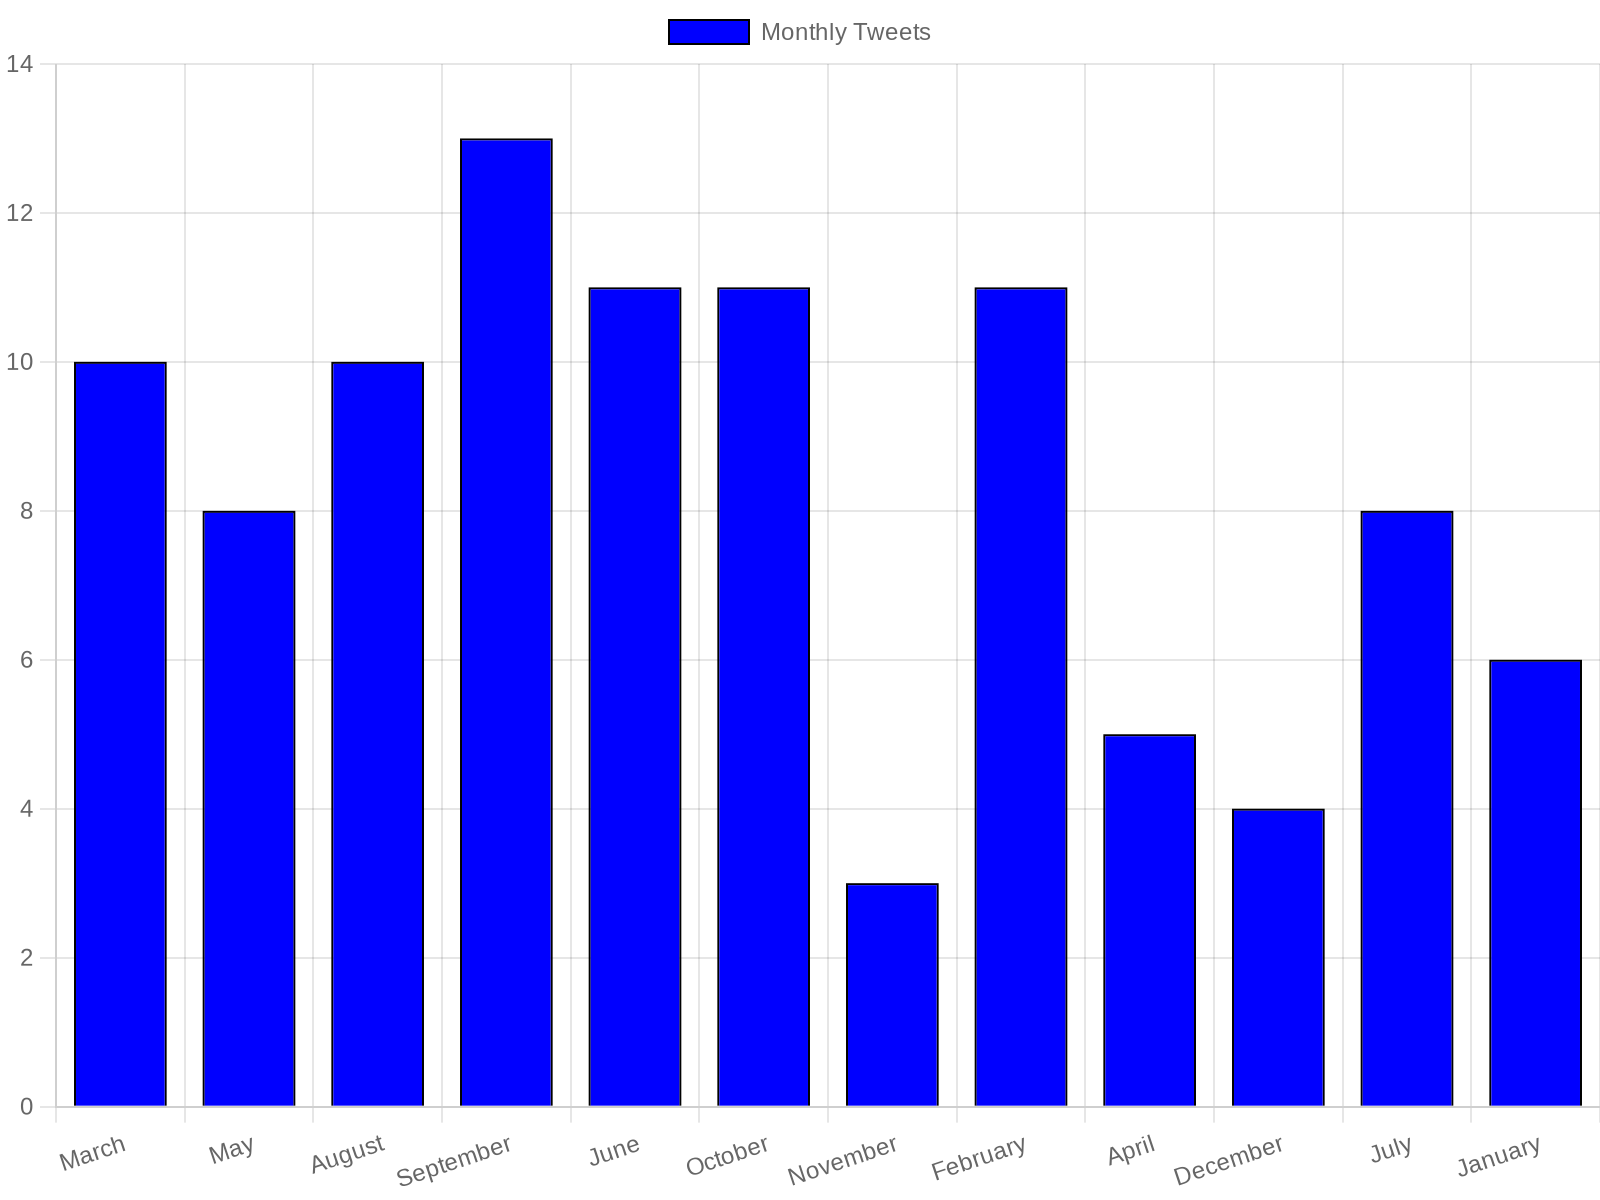 Monthly Tweets
14
12
10
8
6
4
2
0
March
May
August
September
June
October
November
February
April
December
July
January